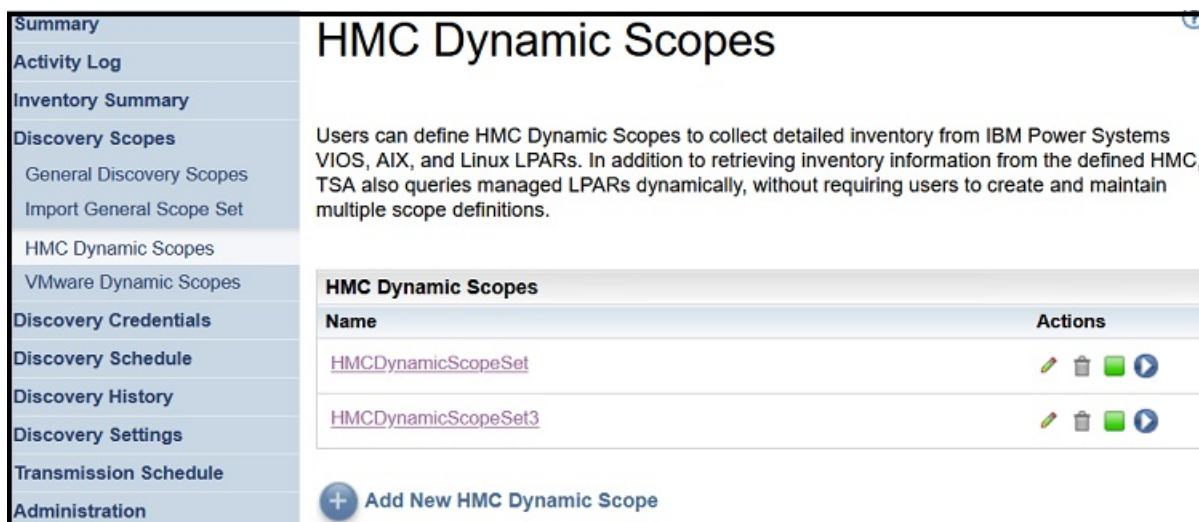 Summary
Activity Log
Inventory Summary
Discovery Scopes
General Discovery Scopes
Import General Scope Set
HMC Dynamic Scopes
VMware Dynamic Scopes
Discovery Credentials
Discovery Schedule
Discovery History
Discovery Settings
Transmission Schedule
Administration
HMC Dynamic Scopes
Users can define HMC Dynamic Scopes to collect detailed inventory from IBM Power Systems
VIOS, AIX, and Linux LPARs. In addition to retrieving inventory information from the defined HMC,
TSA also queries managed LPARs dynamically, without requiring users to create and maintain
multiple scope definitions.
HMC Dynamic Scopes
Name Actions
HMCDynamicScopeSet
HMCDynamicScopeSet3
Add New HMC Dynamic Scope